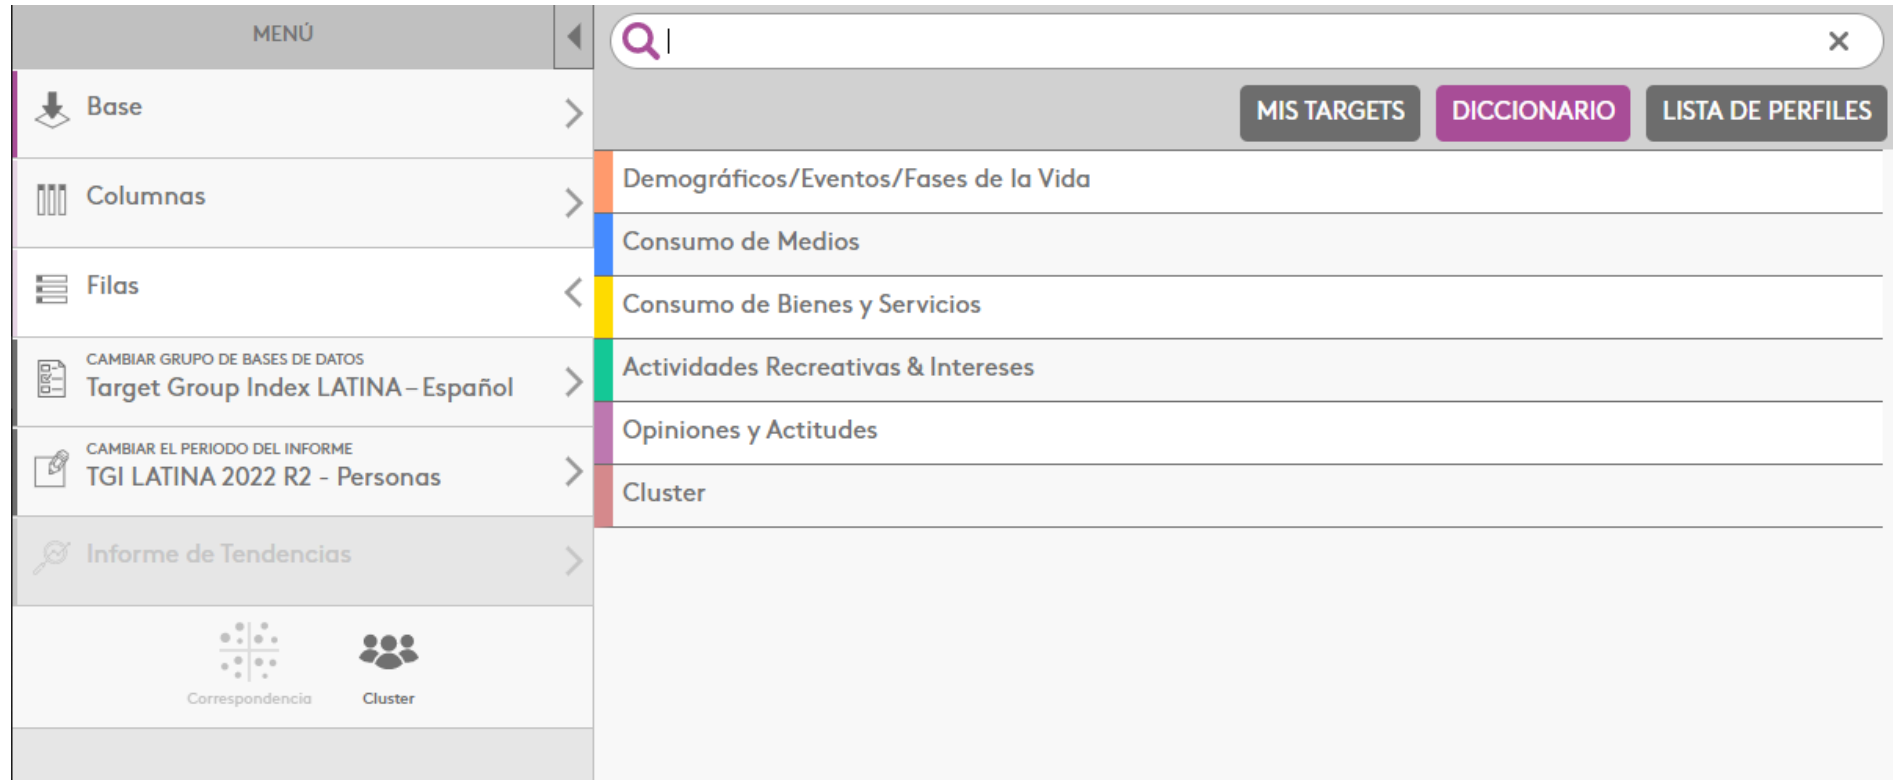 MENÚ
Base
Columnas
Filas
CAMBIAR GRUPO DE BASES DE DATOS
Target Group Index LATINA – Español
CAMBIAR EL PERIODO DEL INFORME
TGI LATINA 2022 R2 - Personas
Informe de Tendencias
Correspondencia
Cluster
MIS TARGETS
DICCIONARIO
LISTA DE PERFILES
Demográficos/Eventos/Fases de la Vida
Consumo de Medios
Consumo de Bienes y Servicios
Actividades Recreativas & Intereses
Opiniones y Actitudes
Cluster